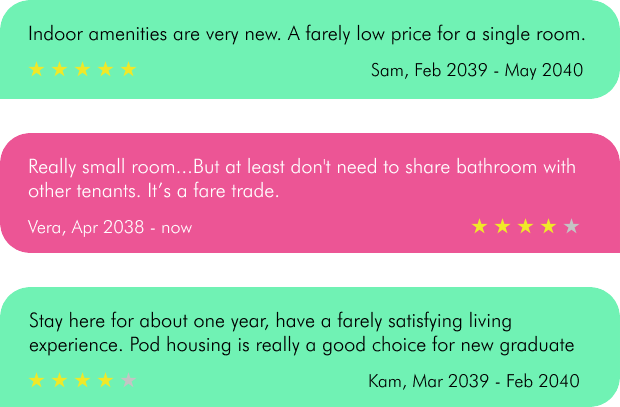 Indoor amenities are very new. A farely low price for a single room.
Sam, Feb 2039 - May 2040
Really small room...But at least don't need to share bathroom with
other tenants. It’s a fare trade.
Vera, Apr 2038 - now
Stay here for about one year, have a farely satisfying living
experience. Pod housing is really a good choice for new graduate
Kam, Mar 2039 - Feb 2040